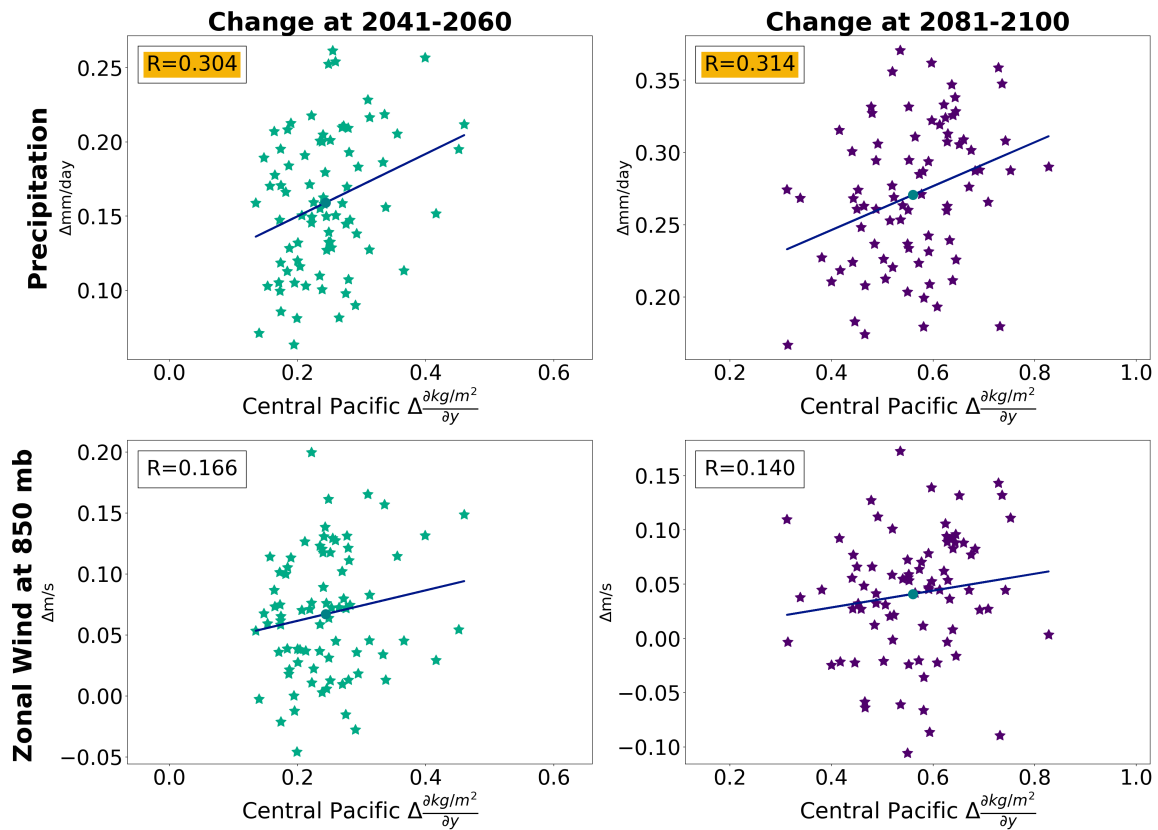 Change at 2041-2060
Change at 2081-2100
Precipitation
Δmm/day
R=0.304
0.25
0.20
0.15
0.10
0.0 0.2 0.4 0.6
Central Pacific Δ∂kg/m²/∂y
Δmm/day
R=0.314
0.35
0.30
0.25
0.20
0.2 0.4 0.6 0.8 1.0
Central Pacific Δ∂kg/m²/∂y
Zonal Wind at 850 mb
Δm/s
R=0.166
0.20
0.15
0.10
0.05
0.00
−0.05
0.0 0.2 0.4 0.6
Central Pacific Δ∂kg/m²/∂y
Δm/s
R=0.140
0.15
0.10
0.05
0.00
−0.05
−0.10
0.2 0.4 0.6 0.8 1.0
Central Pacific Δ∂kg/m²/∂y